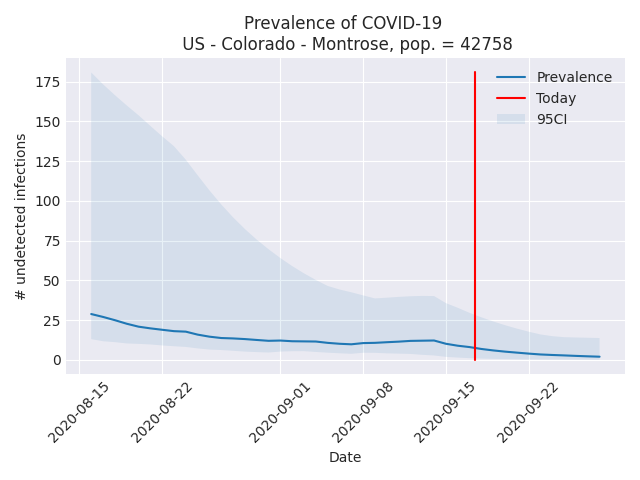 Prevalence of COVID-19
US - Colorado - Montrose, pop. = 42758
Prevalence
Today
95CI
# undetected infections
175
150
125
100
75
50
25
0
2020-08-15
2020-08-22
2020-09-01
2020-09-08
2020-09-15
2020-09-22
Date